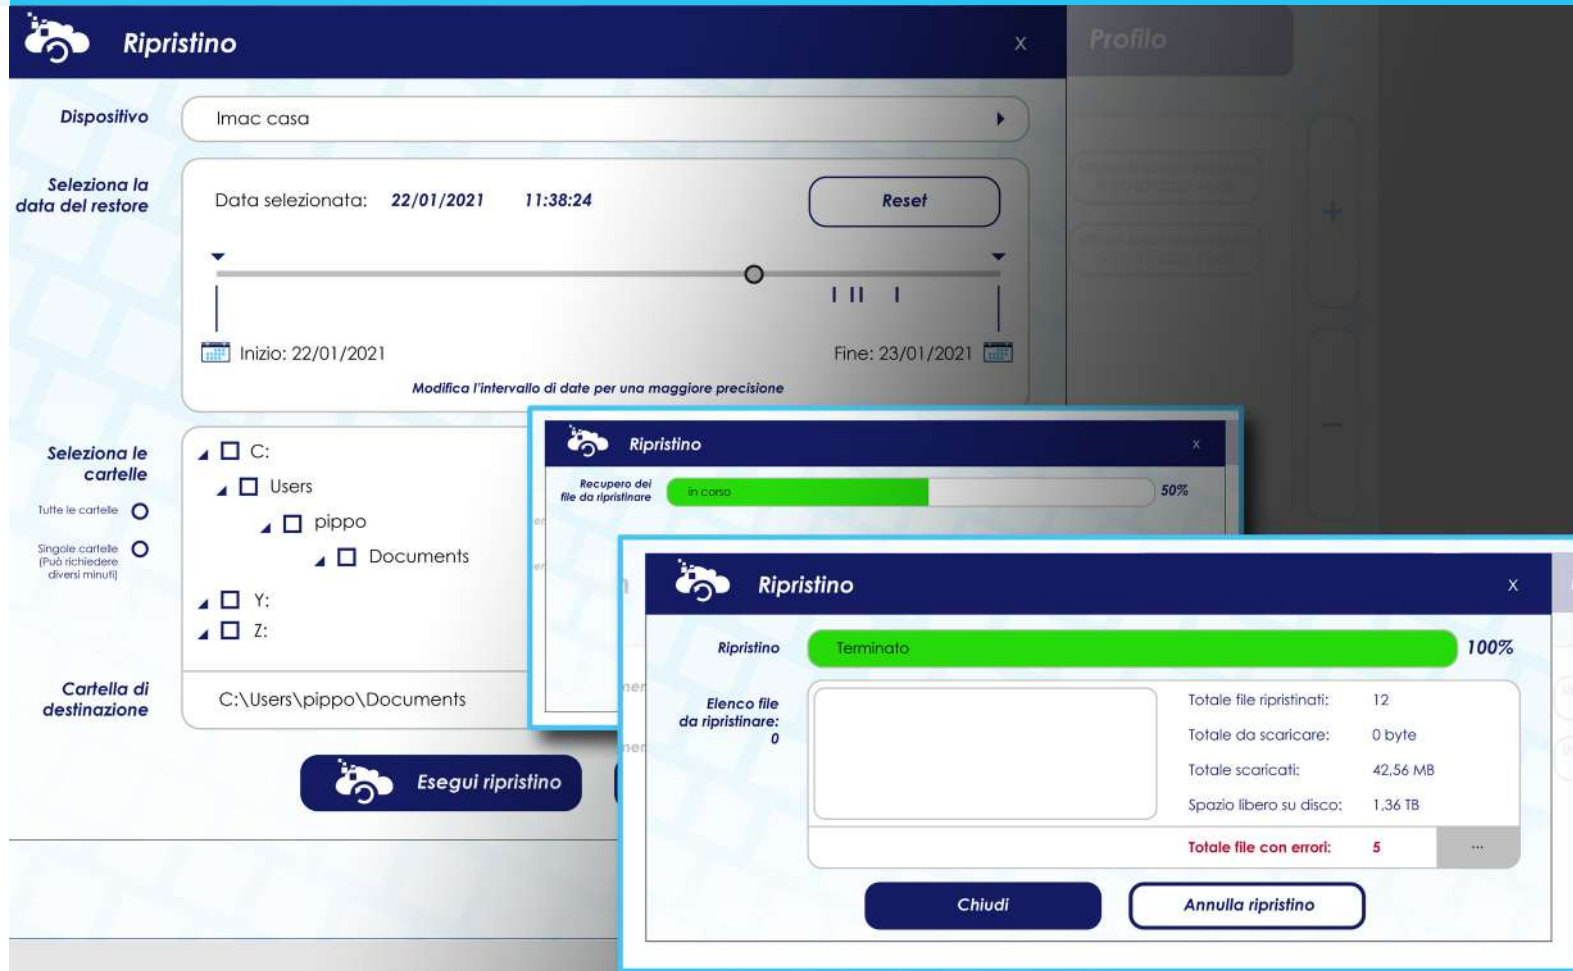 Ripristino
X
Profilo
Dispositivo
Imac casa
Seleziona la
data del restore
Data selezionata: 22/01/2021 11:38:24
Reset
Inizio: 22/01/2021
Fine: 23/01/2021
Modifica l'intervallo di date per una maggiore precisione
Seleziona le
cartelle
Tutte le cartelle
Singole cartelle
(Può richiedere
diversi minuti)
C:
Users
pippo
Documents
Y:
Z:
Cartella di
destinazione
C:\Users\pippo\Documents
Esegui ripristino
Ripristino
X
Recupero dei
file da ripristinare
in corso
50%
Ripristino
X
Ripristino
Terminato
100%
Elenco file
da ripristinare:
0
Totale file ripristinati: 12
Totale da scaricare: 0 byte
Totale scaricati: 42,56 MB
Spazio libero su disco: 1,36 TB
Totale file con errori: 5
...
Chiudi
Annulla ripristino